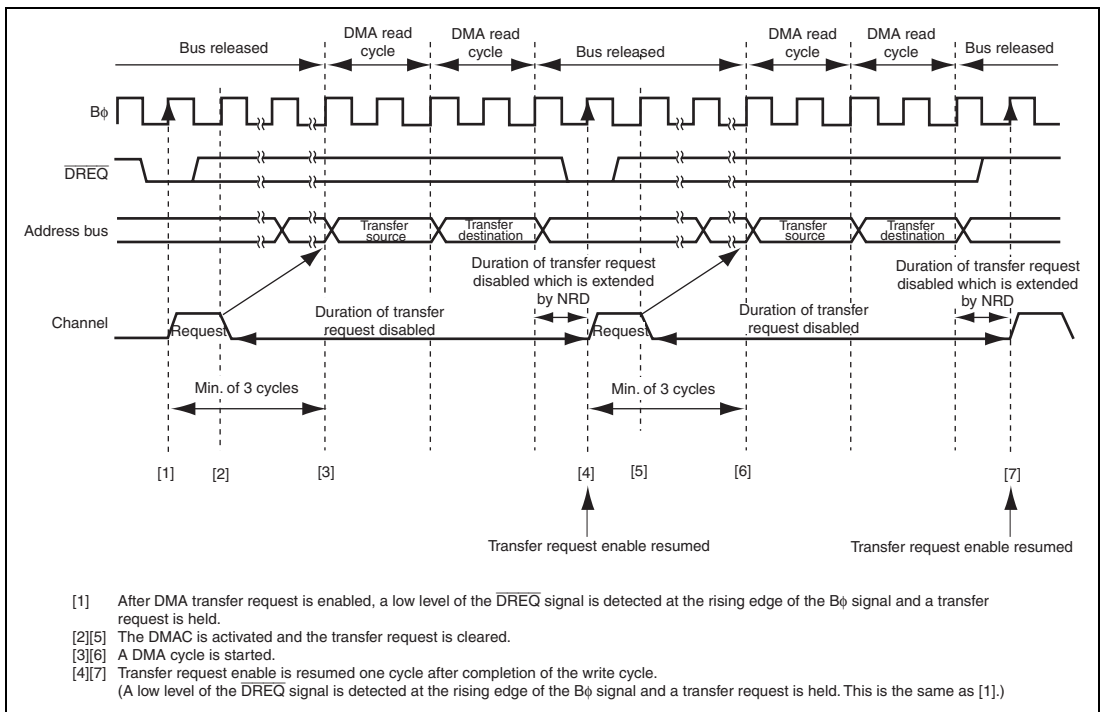 Bus released
DMA read
cycle
DMA read
cycle
Bus released
DMA read
cycle
DMA read
cycle
Bus released
Bφ
DREQ
Address bus
Transfer
source
Transfer
destination
Transfer
source
Transfer
destination
Channel
Request
Duration of transfer
request disabled
Duration of transfer request
disabled which is extended
by NRD
Request
Duration of transfer
request disabled
Duration of transfer request
disabled which is extended
by NRD
Min. of 3 cycles
Min. of 3 cycles
[1]
[2]
[3]
[4]
[5]
[6]
[7]
Transfer request enable resumed
Transfer request enable resumed
[1] After DMA transfer request is enabled, a low level of the DREQ signal is detected at the rising edge of the Bφ signal and a transfer
request is held.
[2][5] The DMAC is activated and the transfer request is cleared.
[3][6] A DMA cycle is started.
[4][7] Transfer request enable is resumed one cycle after completion of the write cycle.
(A low level of the DREQ signal is detected at the rising edge of the Bφ signal and a transfer request is held. This is the same as [1].)